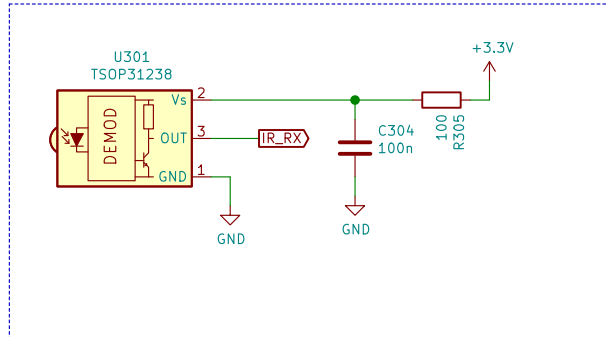 +3.3V
U301
TSOP31238
Vs
2
DEMOD
OUT
3
IR_RX
GND
1
C304
100n
100
R305
GND
GND